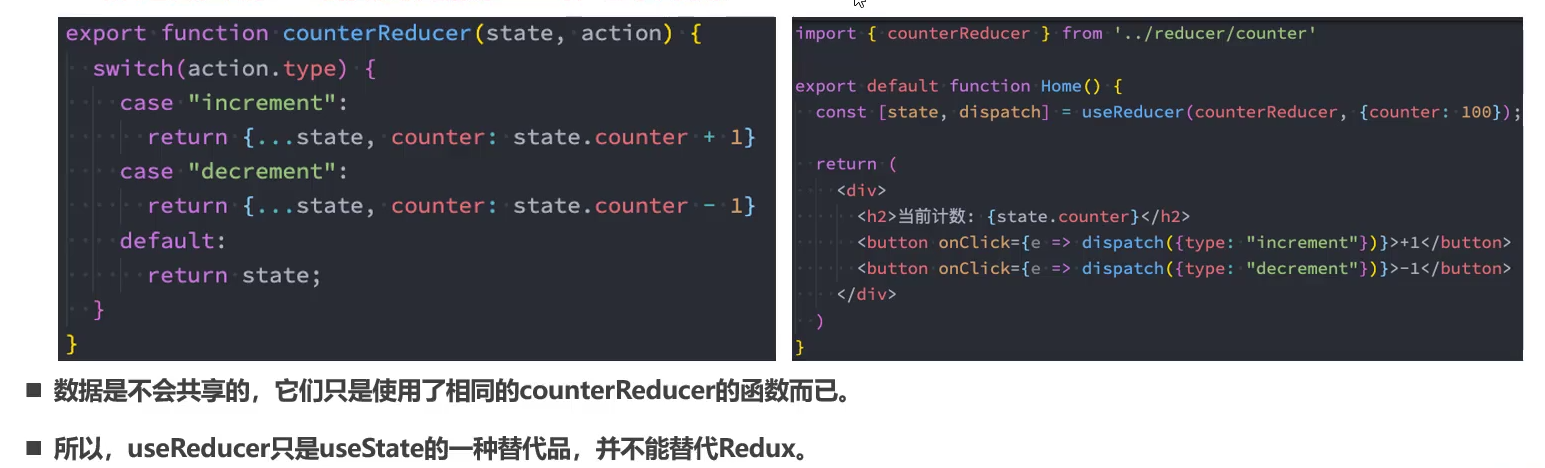 export function counterReducer(state, action) {
switch(action.type) {
case "increment":
return {...state, counter: state.counter + 1}
case "decrement":
return {...state, counter: state.counter - 1}
default:
return state;
}
}
import { counterReducer } from '../reducer/counter'
export default function Home() {
const [state, dispatch] = useReducer(counterReducer, {counter: 100});
return (
<div>
<h2>当前计数: {state.counter}</h2>
<button onClick={e => dispatch({type: "increment"})}>+1</button>
<button onClick={e => dispatch({type: "decrement"})}>-1</button>
</div>
)
}
■ 数据是不会共享的，它们只是使用了相同的counterReducer的函数而已。
■ 所以，useReducer只是useState的一种替代品，并不能替代Redux。